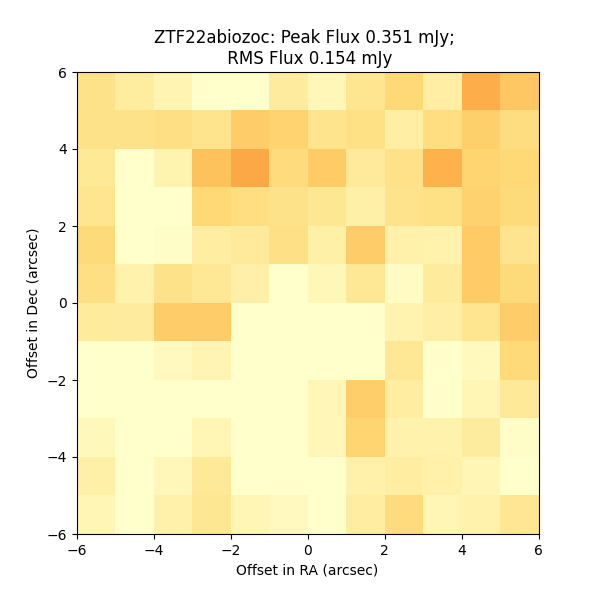 ZTF22abiozoc: Peak Flux 0.351 mJy;
RMS Flux 0.154 mJy
6
4
2
0
−2
−4
−6
Offset in Dec (arcsec)
−6 −4 −2 0 2 4 6
Offset in RA (arcsec)